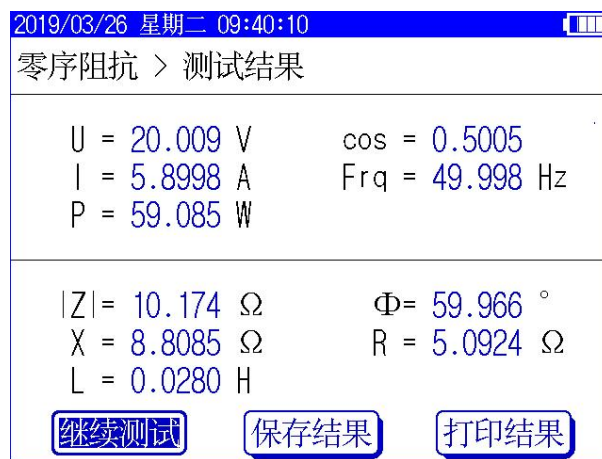 2019/03/26 星期二 09:40:10
零序阻抗 > 测试结果
U = 20.009 V cos = 0.5005
I = 5.8998 A Frq = 49.998 Hz
P = 59.085 W
|Z|= 10.174 Ω Φ= 59.966 °
X = 8.8085 Ω R = 5.0924 Ω
L = 0.0280 H
继续测试 保存结果 打印结果